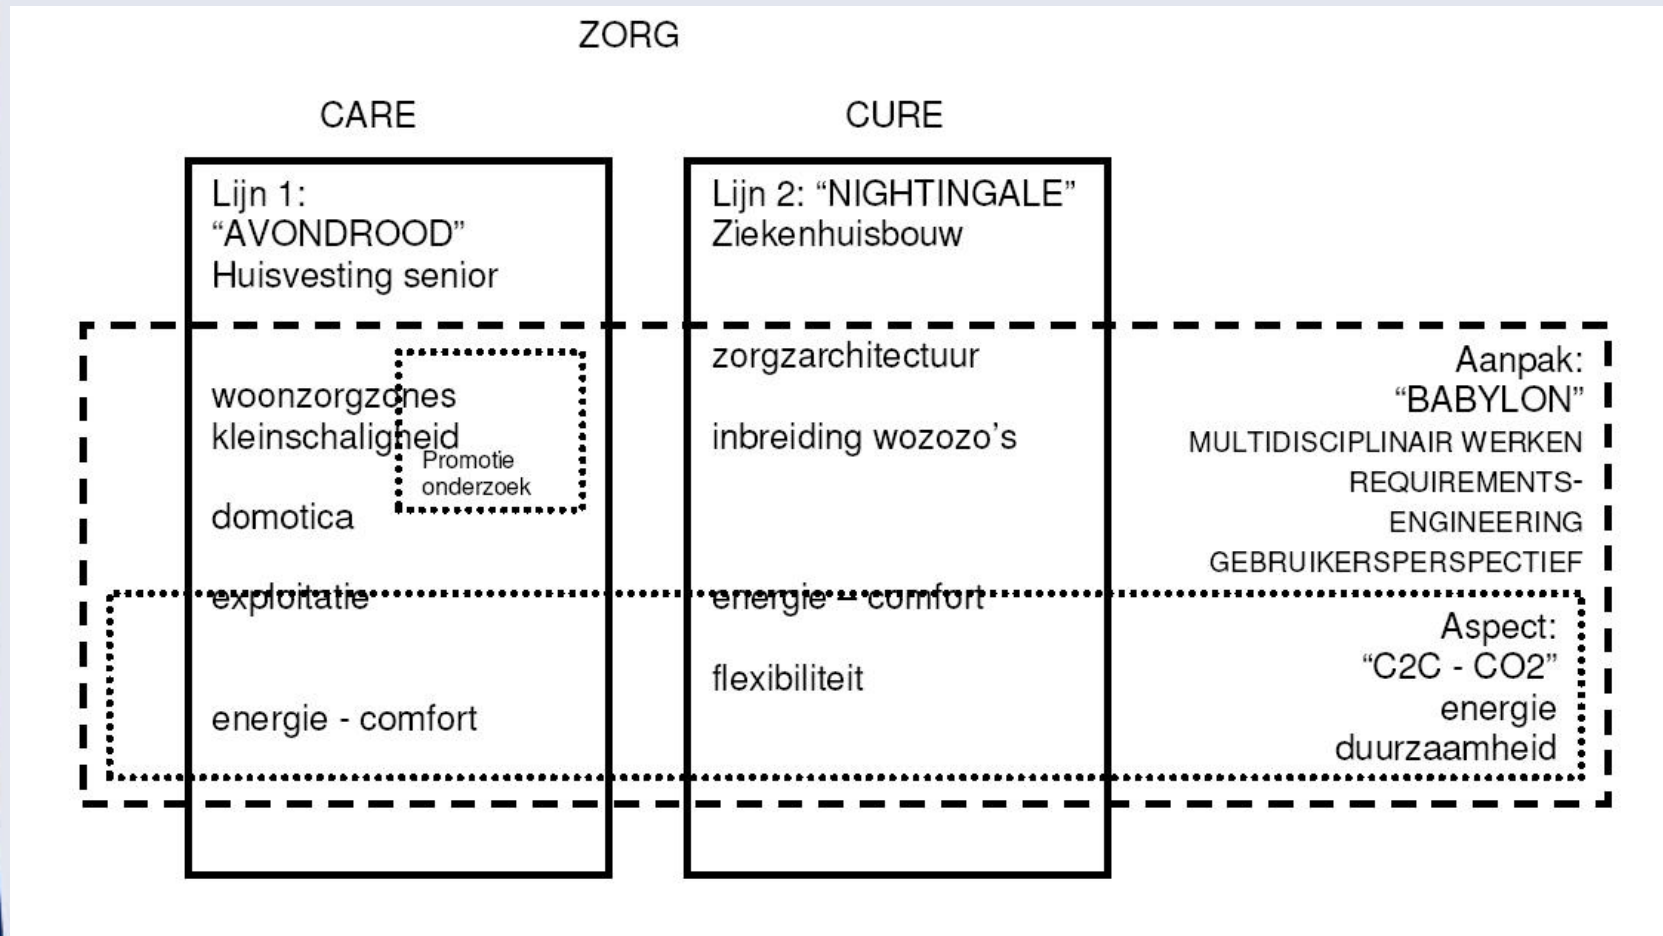 ZORG
CARE
CURE
Lijn 1:
“AVONDROOD”
Huisvesting senior
woonzorgzones
kleinschaligheid
Promotie
onderzoek
domotica
exploitatie
energie - comfort
Lijn 2: “NIGHTINGALE”
Ziekenhuisbouw
zorgzarchitectuur
inbreiding wozozo’s
energie – comfort
flexibiliteit
Aanpak:
“BABYLON”
MULTIDISCIPLINAIR WERKEN
REQUIREMENTS-
ENGINEERING
GEBRUIKERSPERSPECTIEF
Aspect:
“C2C - CO2”
energie
duurzaamheid